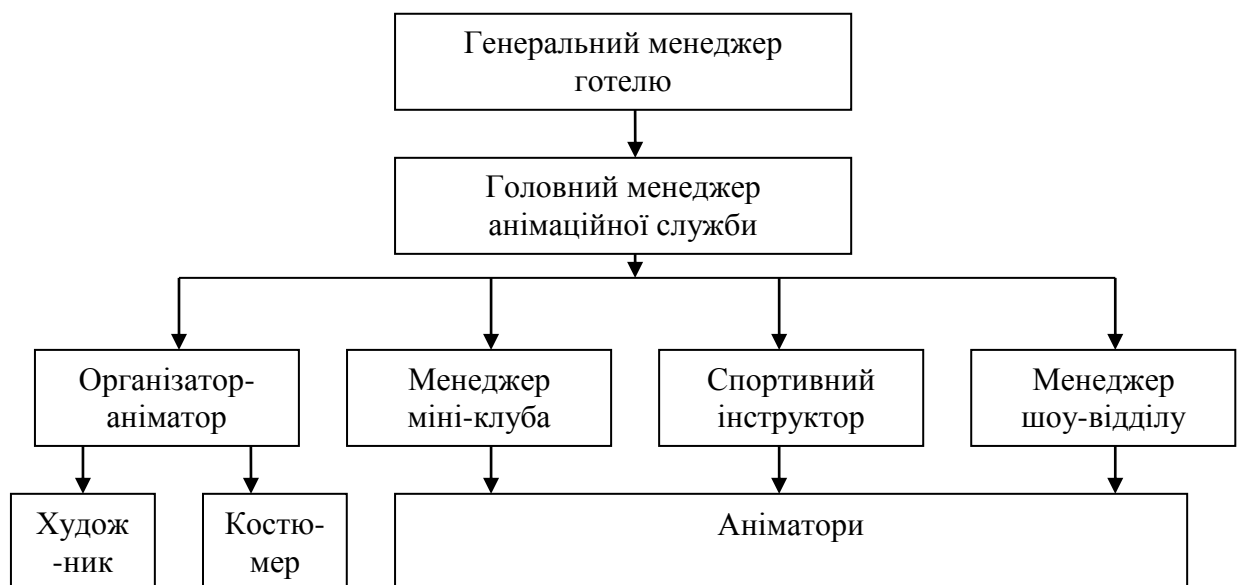 Генеральний менеджер
готелю
Головний менеджер
анімаційної служби
Організатор-
аніматор
Менеджер
міні-клуба
Спортивний
інструктор
Менеджер
шоу-відділу
Худож
-ник
Костю-
мер
Аніматори